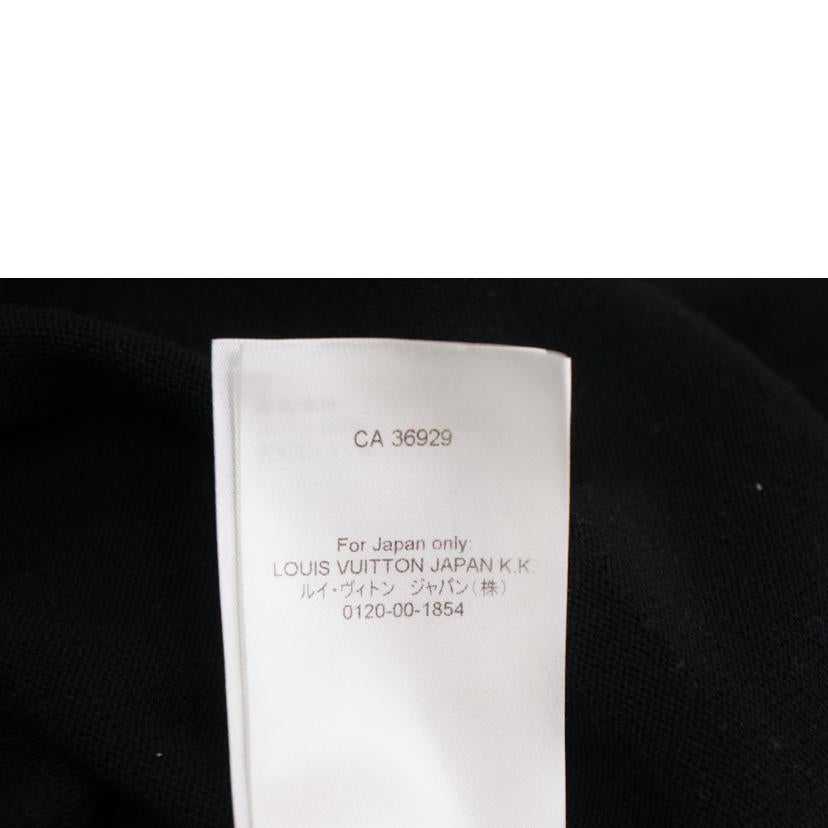 CA 36929
For Japan only:
LOUIS VUITTON JAPAN K.K.
ルイ・ヴィトン　ジャパン（株）
0120-00-1854